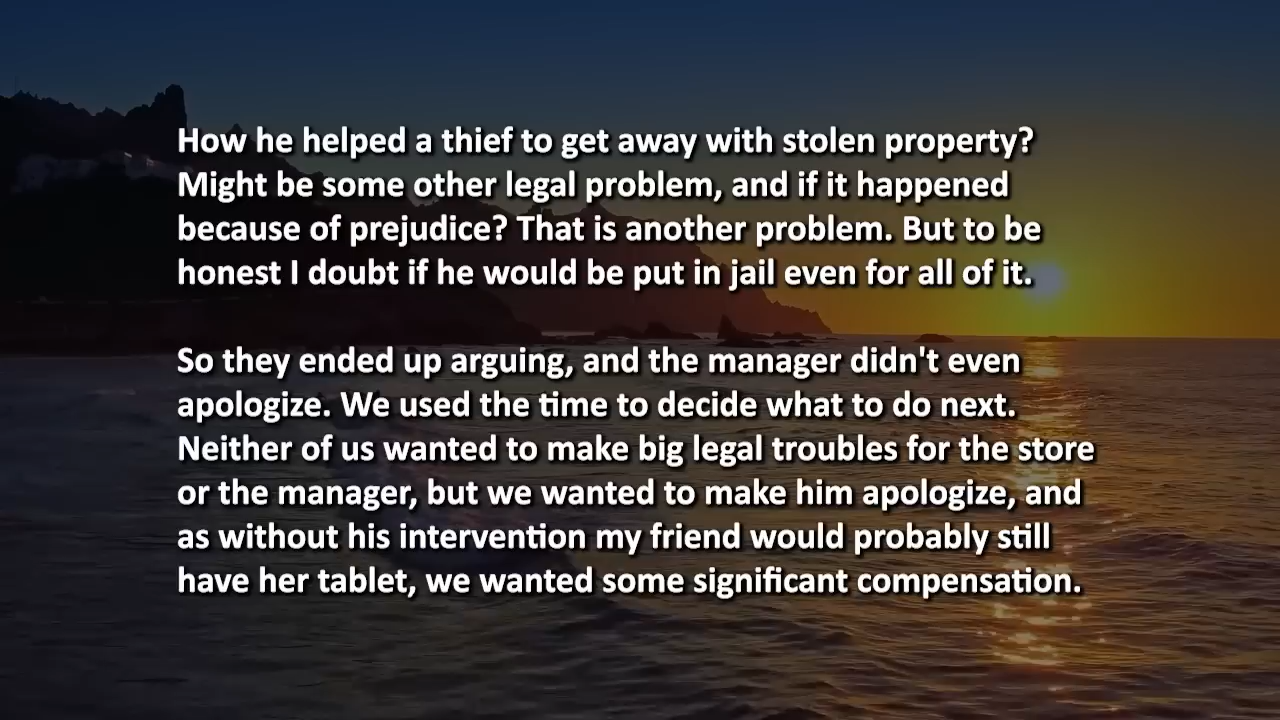 How he helped a thief to get away with stolen property?
Might be some other legal problem, and if it happened
because of prejudice? That is another problem. But to be
honest I doubt if he would be put in jail even for all of it.
So they ended up arguing, and the manager didn't even
apologize. We used the time to decide what to do next.
Neither of us wanted to make big legal troubles for the store
or the manager, but we wanted to make him apologize, and
as without his intervention my friend would probably still
have her tablet, we wanted some significant compensation.